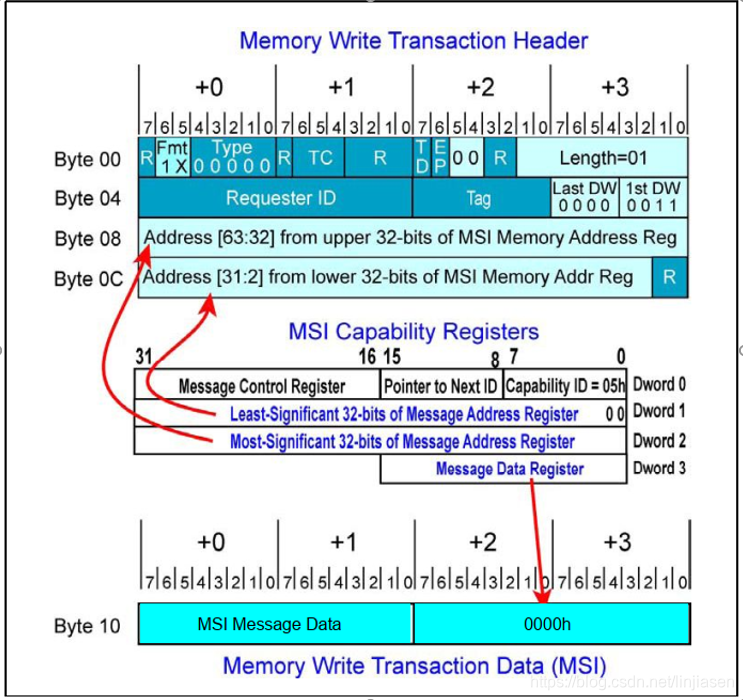 Memory Write Transaction Header
+0 +1 +2 +3
7|6|5|4|3|2|1|0 7|6|5|4|3|2|1|0 7|6|5|4|3|2|1|0 7|6|5|4|3|2|1|0
Byte 00 R Fmt 1 X Type 0 0 0 0 0 R TC R TD EP 0 0 R Length=01
Byte 04 Requester ID Tag Last DW 0 0 0 0 1st DW 0 0 1 1
Byte 08 Address [63:32] from upper 32-bits of MSI Memory Address Reg
Byte 0C Address [31:2] from lower 32-bits of MSI Memory Addr Reg R
MSI Capability Registers
31 16 15 8 7 0
Message Control Register Pointer to Next ID Capability ID = 05h Dword 0
Least-Significant 32-bits of Message Address Register 0 0 Dword 1
Most-Significant 32-bits of Message Address Register Dword 2
Message Data Register Dword 3
+0 +1 +2 +3
7|6|5|4|3|2|1|0 7|6|5|4|3|2|1|0 7|6|5|4|3|2|1|0 7|6|5|4|3|2|1|0
Byte 10 MSI Message Data 0000h
Memory Write Transaction Data (MSI)
https://blog.csdn.net/linjiasen